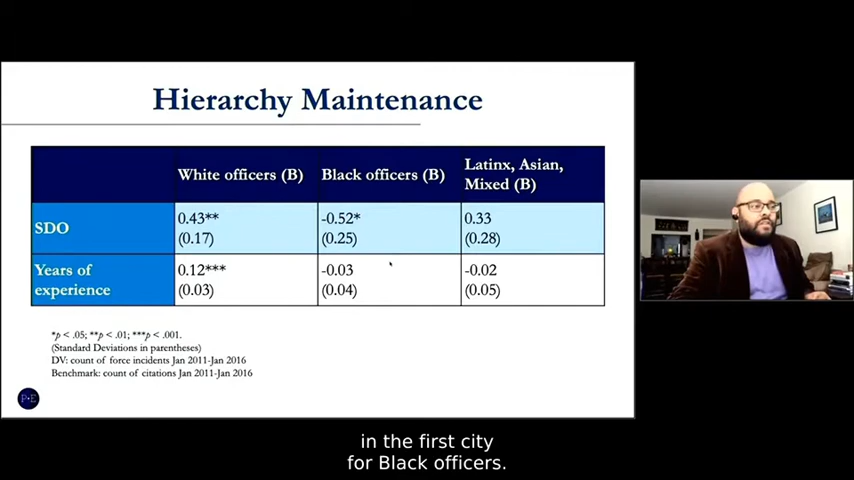 Hierarchy Maintenance
White officers (B)
Black officers (B)
Latinx, Asian,
Mixed (B)
SDO
0.43**
(0.17)
-0.52*
(0.25)
0.33
(0.28)
Years of
experience
0.12***
(0.03)
-0.03
(0.04)
-0.02
(0.05)
*p < .05; **p < .01; ***p < .001.
(Standard Deviations in parentheses)
DV: count of force incidents Jan 2011-Jan 2016
Benchmark: count of citations Jan 2011-Jan 2016
P+E
in the first city
for Black officers.